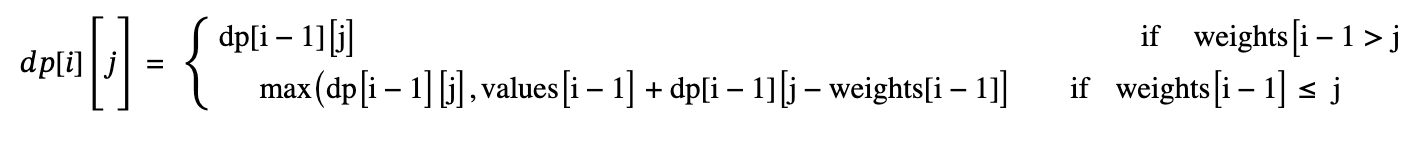 dp[i][j] = { dp[i − 1][j] if weights[i − 1 > j
max(dp[i − 1][j], values[i − 1] + dp[i − 1][j − weights[i − 1]] if weights[i − 1] ≤ j